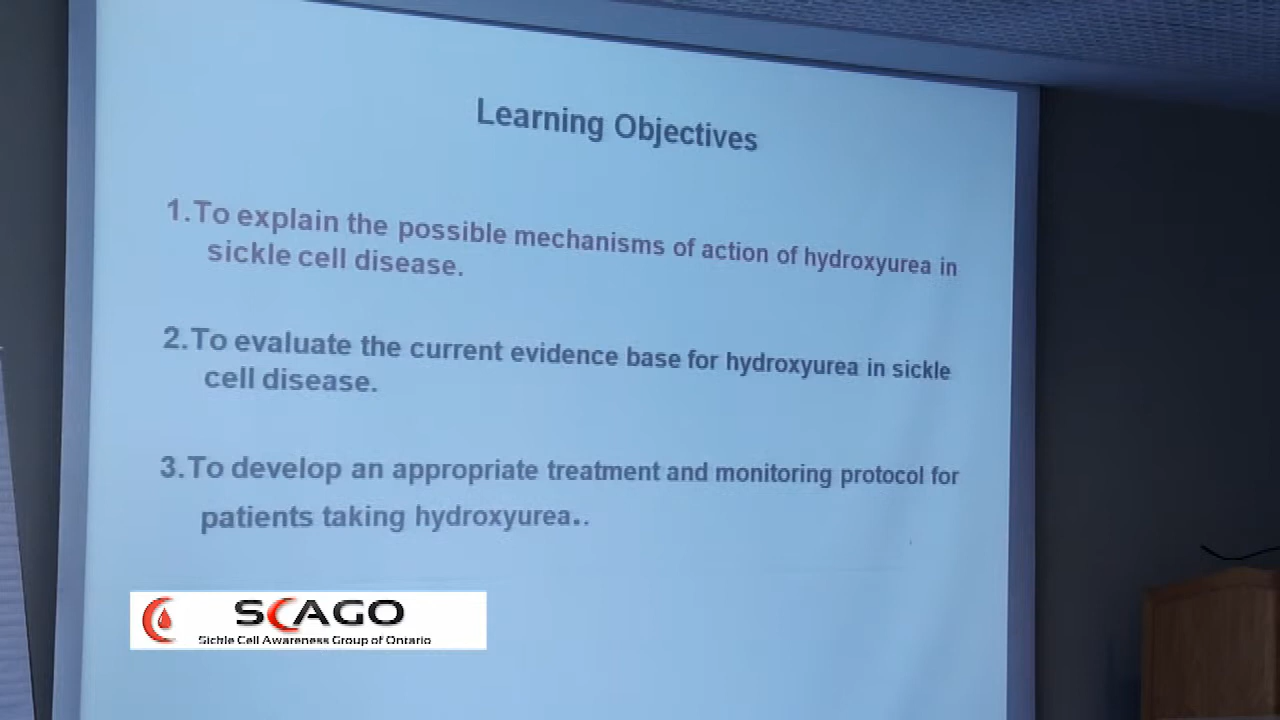 Learning Objectives
1.To explain the possible mechanisms of action of hydroxyurea in
sickle cell disease.
2.To evaluate the current evidence base for hydroxyurea in sickle
cell disease.
3.To develop an appropriate treatment and monitoring protocol for
patients taking hydroxyurea..
SCAGO
Sickle Cell Awareness Group of Ontario